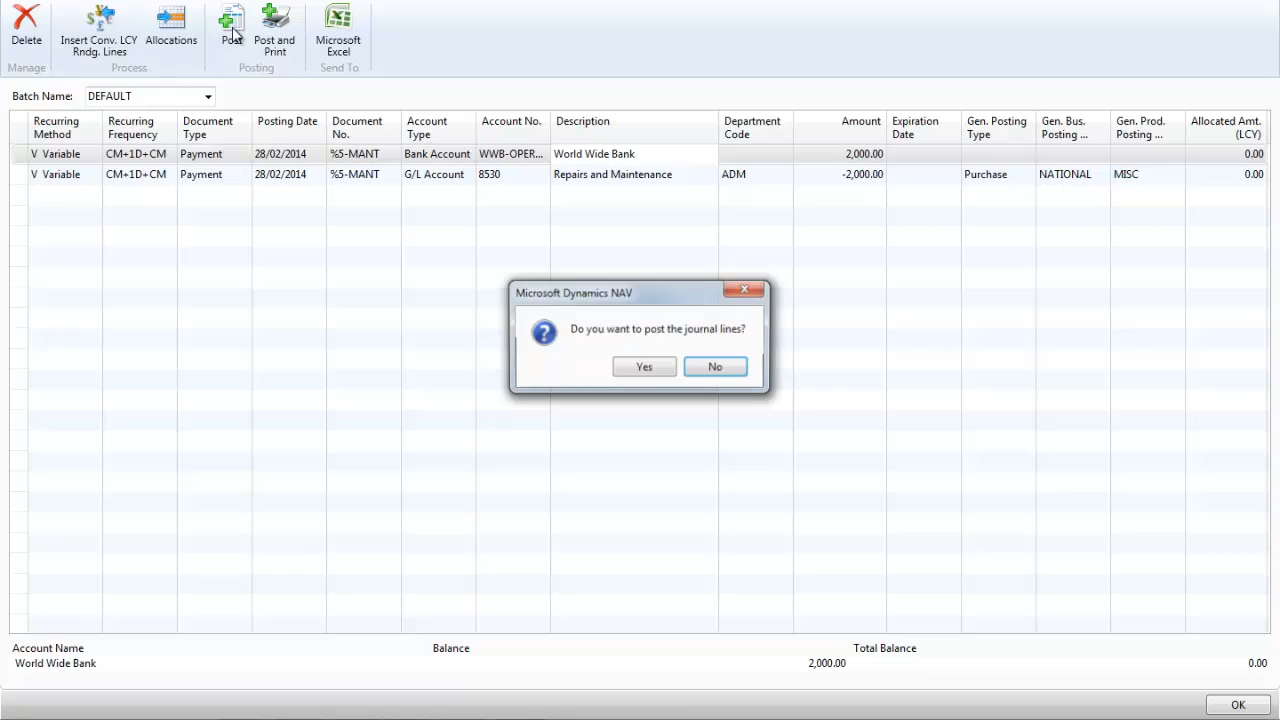 Delete
Insert Conv. LCY
Rndg. Lines
Allocations
Post
Post and
Print
Microsoft
Excel
Manage
Process
Posting
Send To
Batch Name: DEFAULT
Recurring Method
Recurring Frequency
Document Type
Posting Date
Document No.
Account Type
Account No.
Description
Department Code
Amount
Expiration Date
Gen. Posting Type
Gen. Bus. Posting ...
Gen. Prod. Posting ...
Allocated Amt. (LCY)
V Variable CM+1D+CM Payment 28/02/2014 %5-MANT Bank Account WWB-OPER... World Wide Bank 2,000.00 0.00
V Variable CM+1D+CM Payment 28/02/2014 %5-MANT G/L Account 8530 Repairs and Maintenance ADM -2,000.00 Purchase NATIONAL MISC 0.00
Microsoft Dynamics NAV
Do you want to post the journal lines?
Yes No
Account Name Balance Total Balance
World Wide Bank 2,000.00 0.00
OK